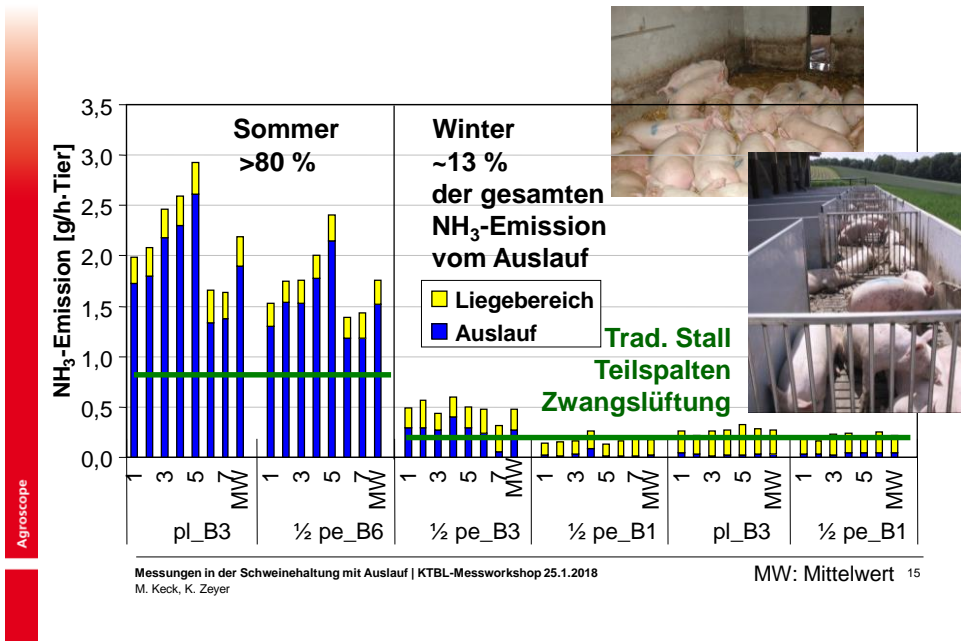 3,5
3,0
2,5
2,0
1,5
1,0
0,5
0,0
NH₃-Emission [g/h·Tier]
Sommer
>80 %
Winter
~13 %
der gesamten
NH₃-Emission
vom Auslauf
Liegebereich
Auslauf
Trad. Stall
Teilspalten
Zwangslüftung
1 3 5 7 MW
1 3 5 7 MW
1 3 5 7 MW
1 3 5 7 MW
1 3 5 MW
1 3 5 MW
pl_B3 ½ pe_B6 ½ pe_B3 ½ pe_B1 pl_B3 ½ pe_B1
Agroscope
Messungen in der Schweinehaltung mit Auslauf | KTBL-Messworkshop 25.1.2018
M. Keck, K. Zeyer
MW: Mittelwert 15